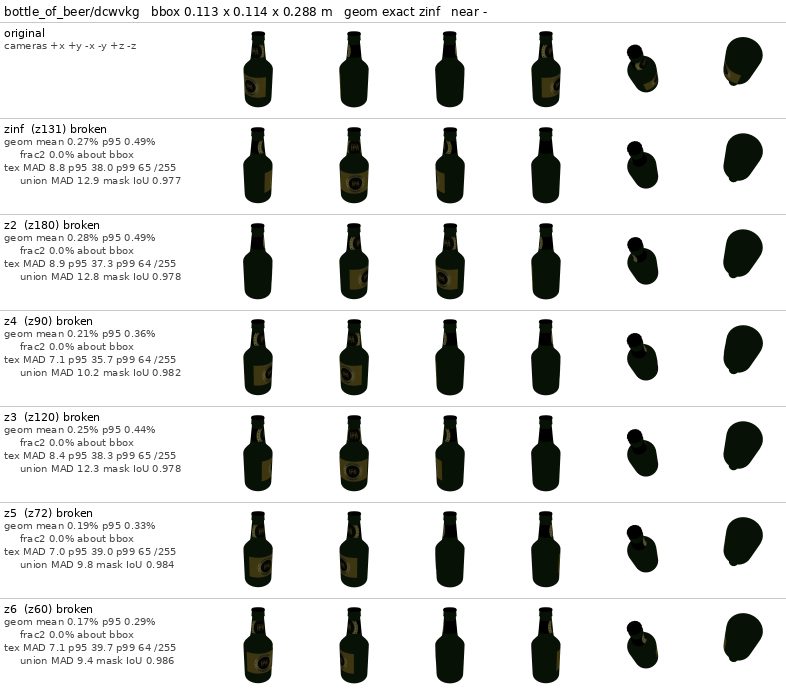 bottle_of_beer/dcwvkg bbox 0.113 x 0.114 x 0.288 m geom exact zinf near -
original
cameras +x +y -x -y +z -z
zinf (z131) broken
geom mean 0.27% p95 0.49%
frac2 0.0% about bbox
tex MAD 8.8 p95 38.0 p99 64 /255
union MAD 12.9 mask IoU 0.977
z2 (z180) broken
geom mean 0.28% p95 0.49%
frac2 0.0% about bbox
tex MAD 8.9 p95 37.3 p99 64 /255
union MAD 12.8 mask IoU 0.978
z4 (z90) broken
geom mean 0.21% p95 0.36%
frac2 0.0% about bbox
tex MAD 7.1 p95 35.7 p99 64 /255
union MAD 10.2 mask IoU 0.982
z3 (z120) broken
geom mean 0.25% p95 0.44%
frac2 0.0% about bbox
tex MAD 8.4 p95 38.3 p99 65 /255
union MAD 12.3 mask IoU 0.978
z5 (z72) broken
geom mean 0.19% p95 0.33%
frac2 0.0% about bbox
tex MAD 7.0 p95 39.0 p99 65 /255
union MAD 9.8 mask IoU 0.984
z6 (z60) broken
geom mean 0.17% p95 0.29%
frac2 0.0% about bbox
tex MAD 7.1 p95 39.7 p99 64 /255
union MAD 9.4 mask IoU 0.986